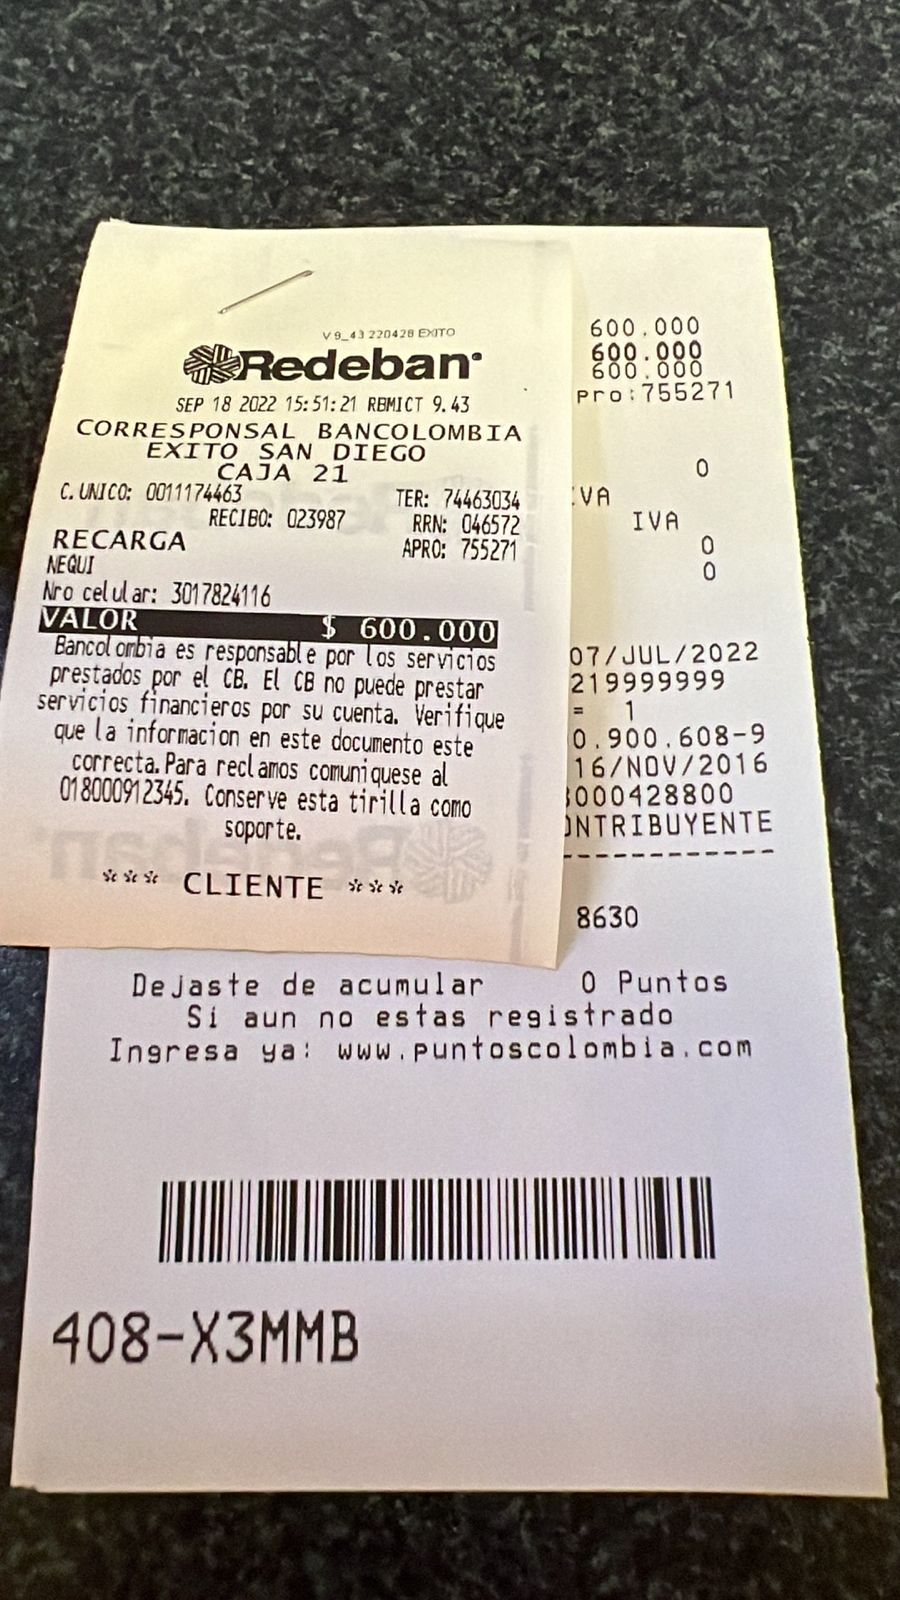 V 9_43 220428 EXITO
Redeban
SEP 18 2022 15:51:21 RBMICT 9.43
CORRESPONSAL BANCOLOMBIA
EXITO SAN DIEGO
CAJA 21
C. UNICO: 0011174463 TER: 74463034
RECIBO: 023987 RRN: 046572
RECARGA APRO: 755271
NEQUI
Nro celular: 3017824116
VALOR $ 600.000
Bancolombia es responsable por los servicios
prestados por el CB. El CB no puede prestar
servicios financieros por su cuenta. Verifique
que la informacion en este documento este
correcta.Para reclamos comuniquese al
018000912345. Conserve esta tirilla como
soporte.
*** CLIENTE ***
600.000
600.000
600.000
pro:755271
0
IVA
IVA
0
0
07/JUL/2022
219999999
= 1
0.900.608-9
16/NOV/2016
000428800
ONTRIBUYENTE
8630
Dejaste de acumular 0 Puntos
Si aun no estas registrado
Ingresa ya: www.puntoscolombia.com
408-X3MMB